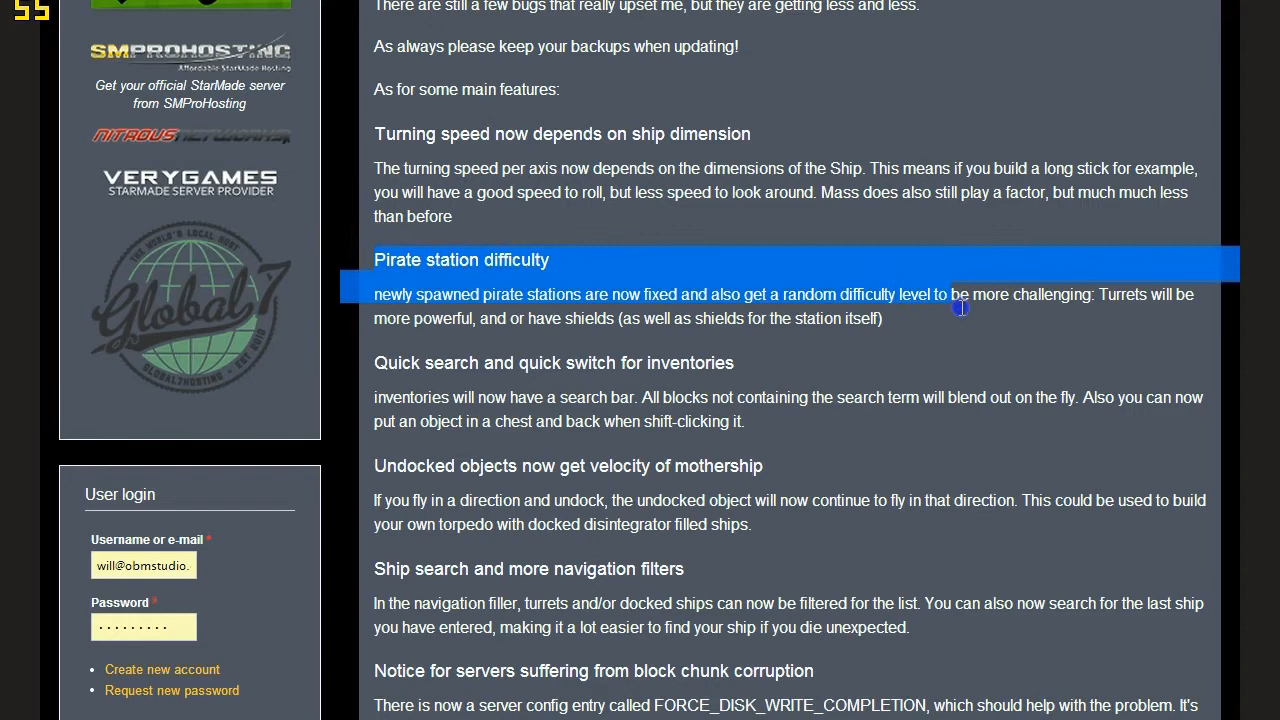 55
SMPROHOSTING
Affordable StarMade Hosting
Get your official StarMade server
from SMProHosting
NITROUSNETWORKS
VERYGAMES
STARMADE SERVER PROVIDER
THE WORLD'S LOCAL HOST
Global7
GLOBAL7HOSTING
User login
Username or e-mail *
will@obmstudio.
Password *
• Create new account
• Request new password
There are still a few bugs that really upset me, but they are getting less and less.
As always please keep your backups when updating!
As for some main features:
Turning speed now depends on ship dimension
The turning speed per axis now depends on the dimensions of the Ship. This means if you build a long stick for example,
you will have a good speed to roll, but less speed to look around. Mass does also still play a factor, but much much less
than before
Pirate station difficulty
newly spawned pirate stations are now fixed and also get a random difficulty level to be more challenging: Turrets will be
more powerful, and or have shields (as well as shields for the station itself)
Quick search and quick switch for inventories
inventories will now have a search bar. All blocks not containing the search term will blend out on the fly. Also you can now
put an object in a chest and back when shift-clicking it.
Undocked objects now get velocity of mothership
If you fly in a direction and undock, the undocked object will now continue to fly in that direction. This could be used to build
your own torpedo with docked disintegrator filled ships.
Ship search and more navigation filters
In the navigation filler, turrets and/or docked ships can now be filtered for the list. You can also now search for the last ship
you have entered, making it a lot easier to find your ship if you die unexpected.
Notice for servers suffering from block chunk corruption
There is now a server config entry called FORCE_DISK_WRITE_COMPLETION, which should help with the problem. It's